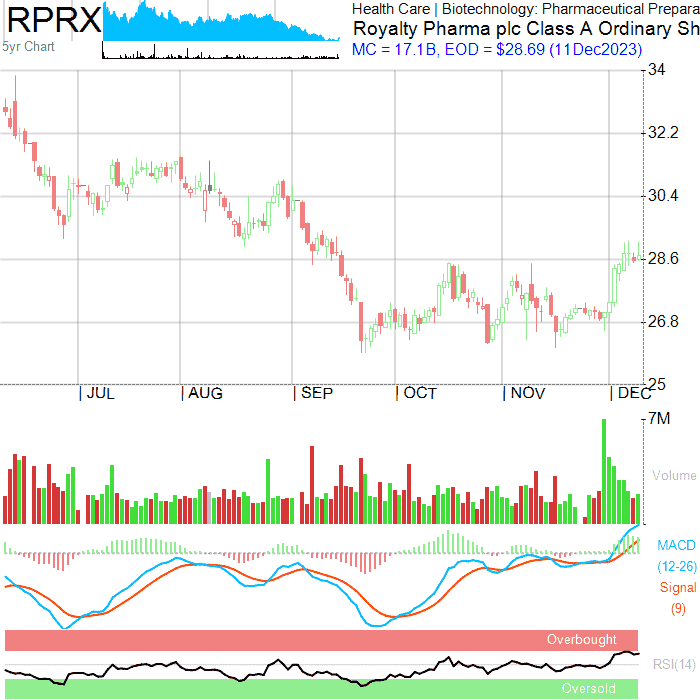 RPRX
5yr Chart
Health Care | Biotechnology: Pharmaceutical Prepara
Royalty Pharma plc Class A Ordinary Sh
MC = 17.1B, EOD = $28.69 (11Dec2023)
34
32.2
30.4
28.6
26.8
25
JUL
AUG
SEP
OCT
NOV
DEC
7M
Volume
MACD
(12-26)
Signal
(9)
Overbought
RSI(14)
Oversold